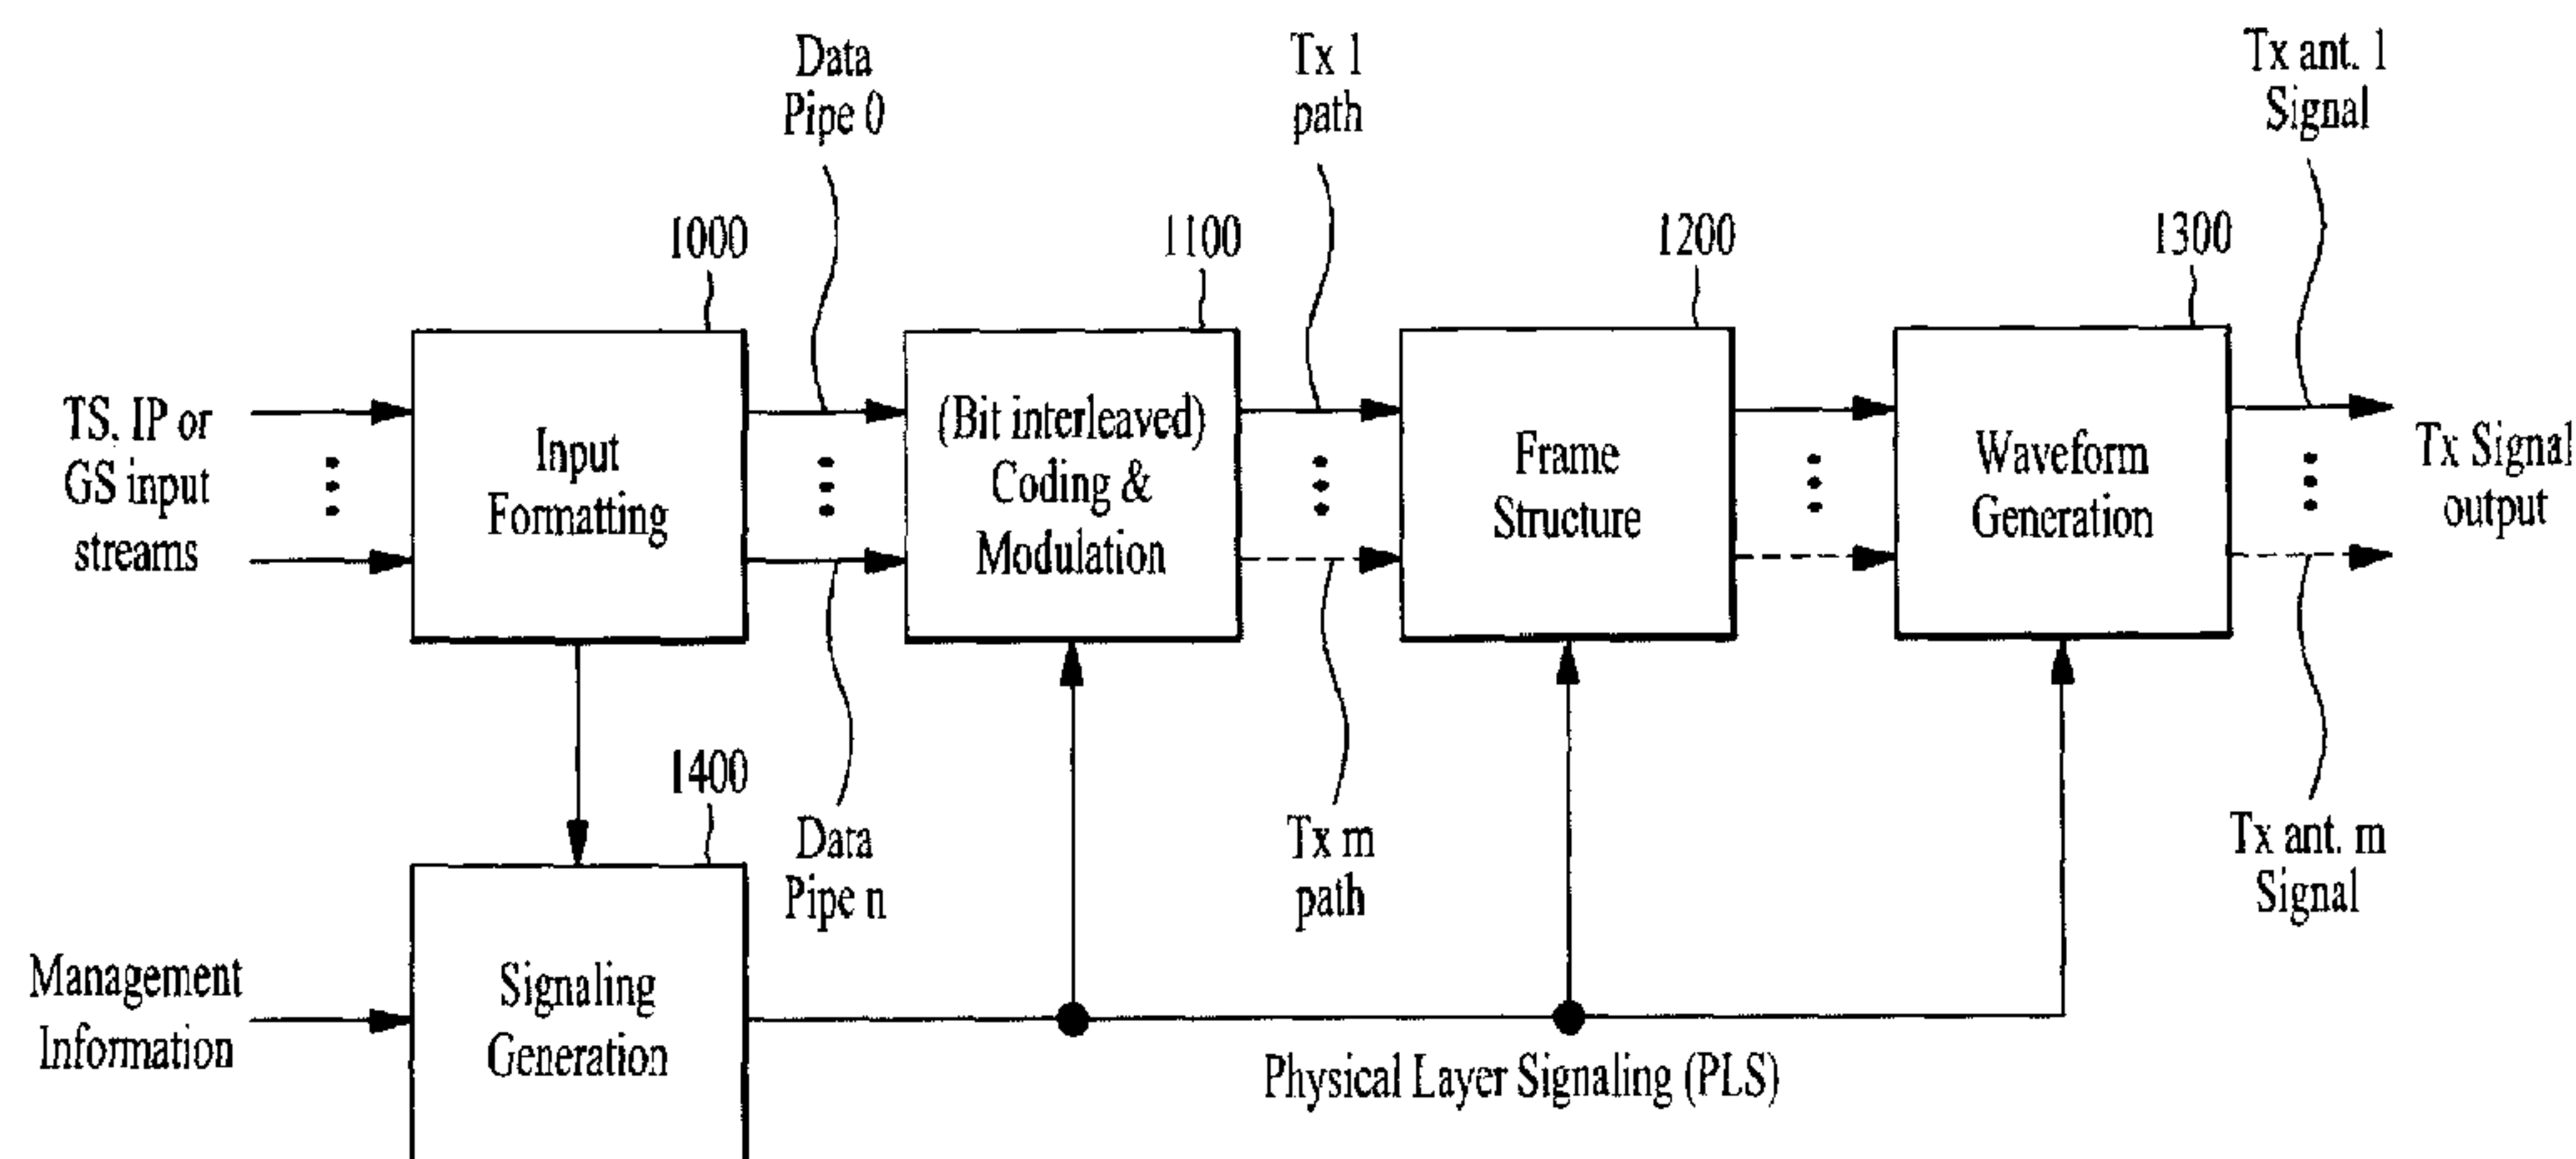 Data
Pipe 0
Tx 1
path
Tx ant. 1
Signal
1000
1100
1200
1300
TS, IP or
GS input
streams
Input
Formatting
(Bit interleaved)
Coding &
Modulation
Frame
Structure
Waveform
Generation
Tx Signal
output
1400
Data
Pipe n
Tx m
path
Tx ant. m
Signal
Management
Information
Signaling
Generation
Physical Layer Signaling (PLS)